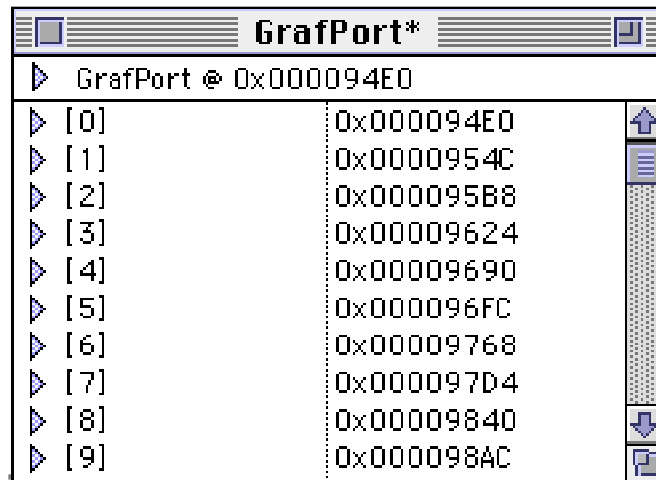 GrafPort*
GrafPort @ 0x000094E0
[0] 0x000094E0
[1] 0x0000954C
[2] 0x000095B8
[3] 0x00009624
[4] 0x00009690
[5] 0x000096FC
[6] 0x00009768
[7] 0x000097D4
[8] 0x00009840
[9] 0x000098AC